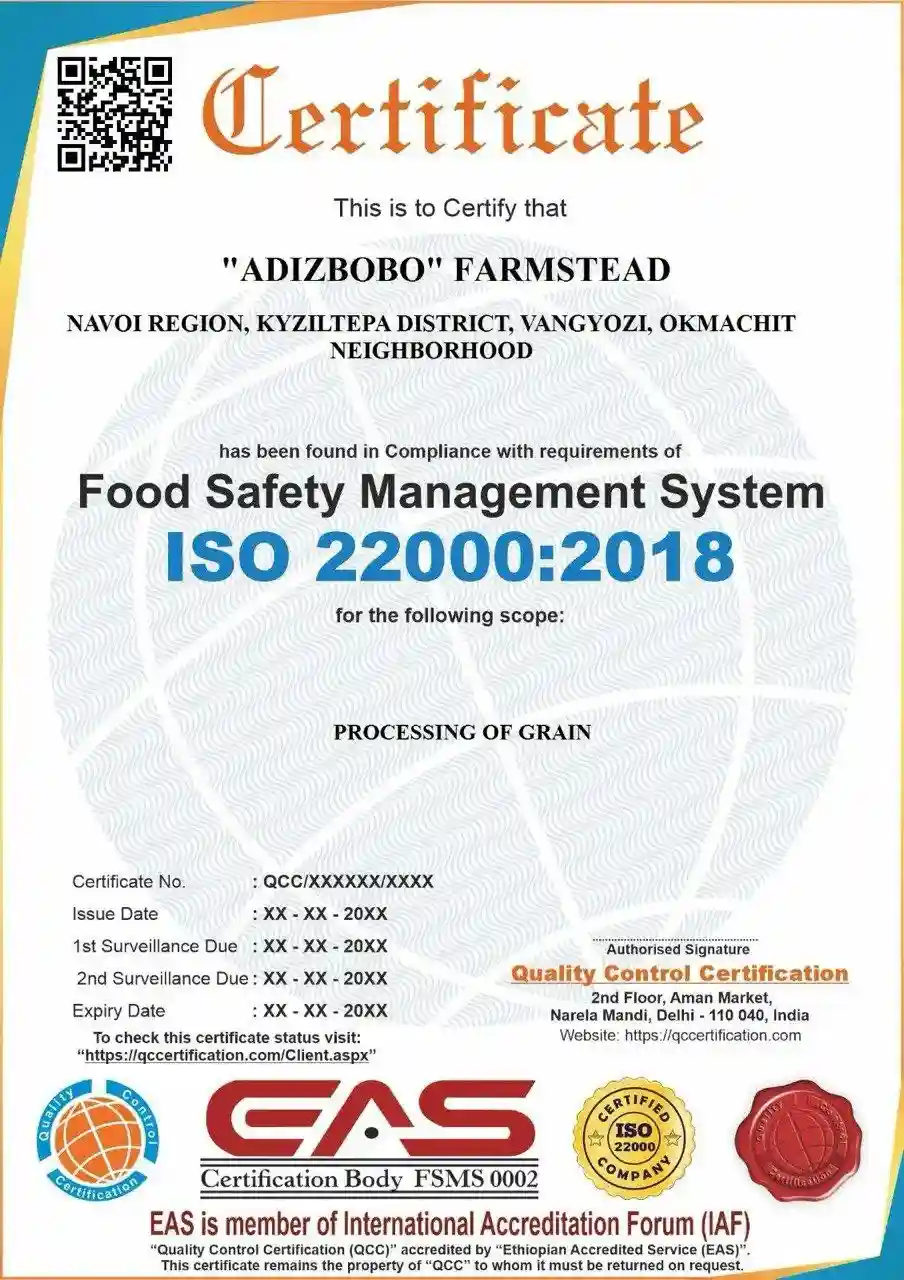 Certificate
This is to Certify that
"ADIZBOBO" FARMSTEAD
NAVOI REGION, KYZILTEPA DISTRICT, VANGYOZI, OKMACHIT
NEIGHBORHOOD
has been found in Compliance with requirements of
Food Safety Management System
ISO 22000:2018
for the following scope:
PROCESSING OF GRAIN
Certificate No. : QCC/XXXXXX/XXXX
Issue Date : XX - XX - 20XX
1st Surveillance Due : XX - XX - 20XX
2nd Surveillance Due : XX - XX - 20XX
Expiry Date : XX - XX - 20XX
To check this certificate status visit:
“https://qccertification.com/Client.aspx”
Authorised Signature
Quality Control Certification
2nd Floor, Aman Market,
Narela Mandi, Delhi - 110 040, India
Website: https://qccertification.com
Quality Control Certification
EAS
Certification Body FSMS 0002
CERTIFIED
ISO
22000
COMPANY
Quality Control Certification
EAS is member of International Accreditation Forum (IAF)
“Quality Control Certification (QCC)” accredited by “Ethiopian Accredited Service (EAS)”.
This certificate remains the property of “QCC” to whom it must be returned on request.